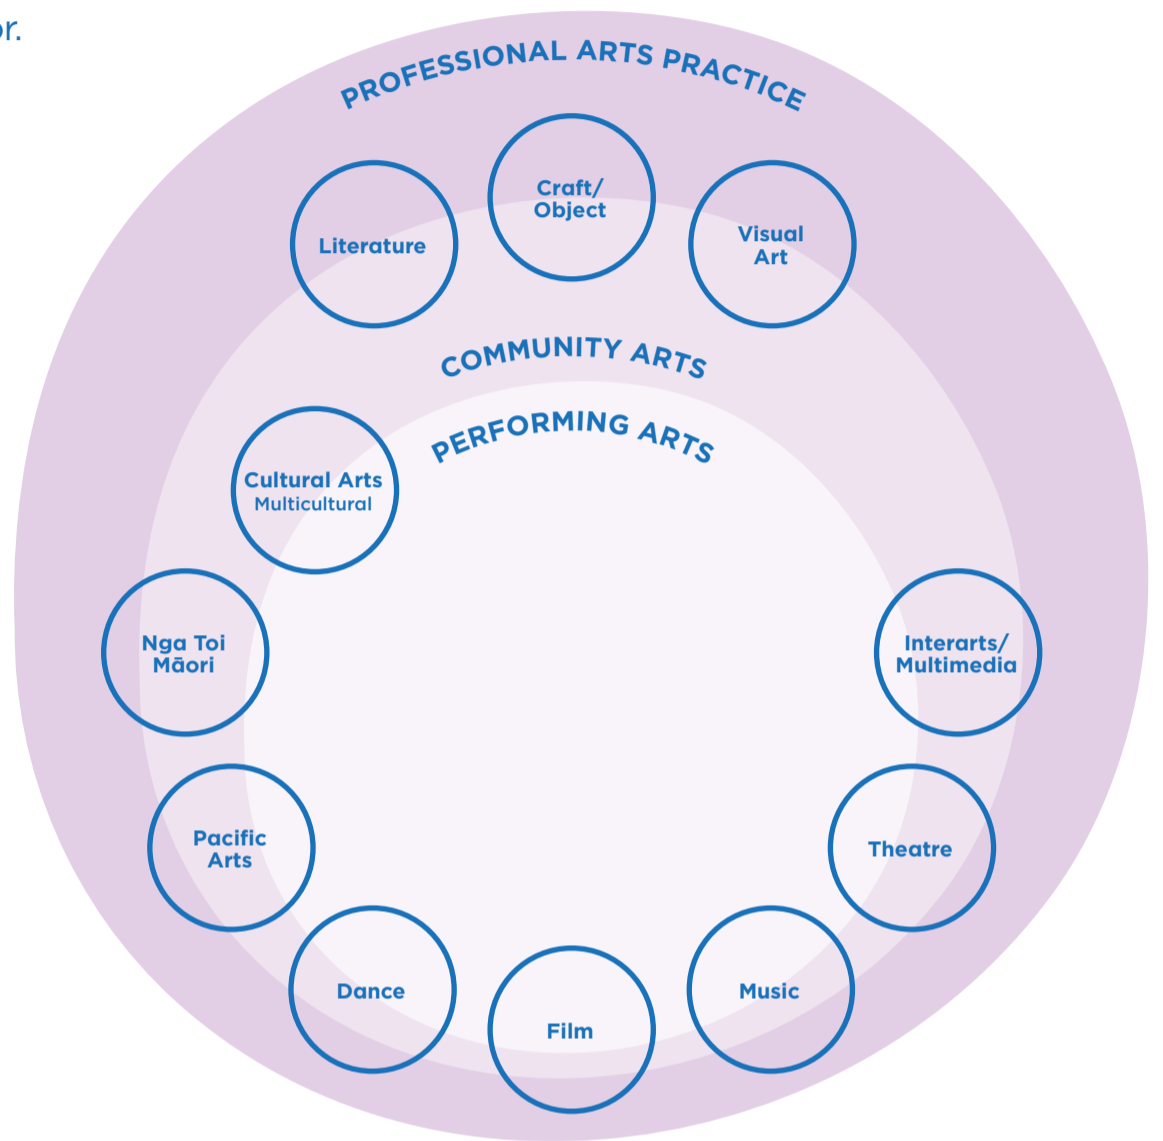 or.
PROFESSIONAL ARTS PRACTICE
Craft/
Object
Literature
Visual
Art
COMMUNITY ARTS
PERFORMING ARTS
Cultural Arts
Multicultural
Nga Toi
Māori
Interarts/
Multimedia
Pacific
Arts
Theatre
Dance
Music
Film